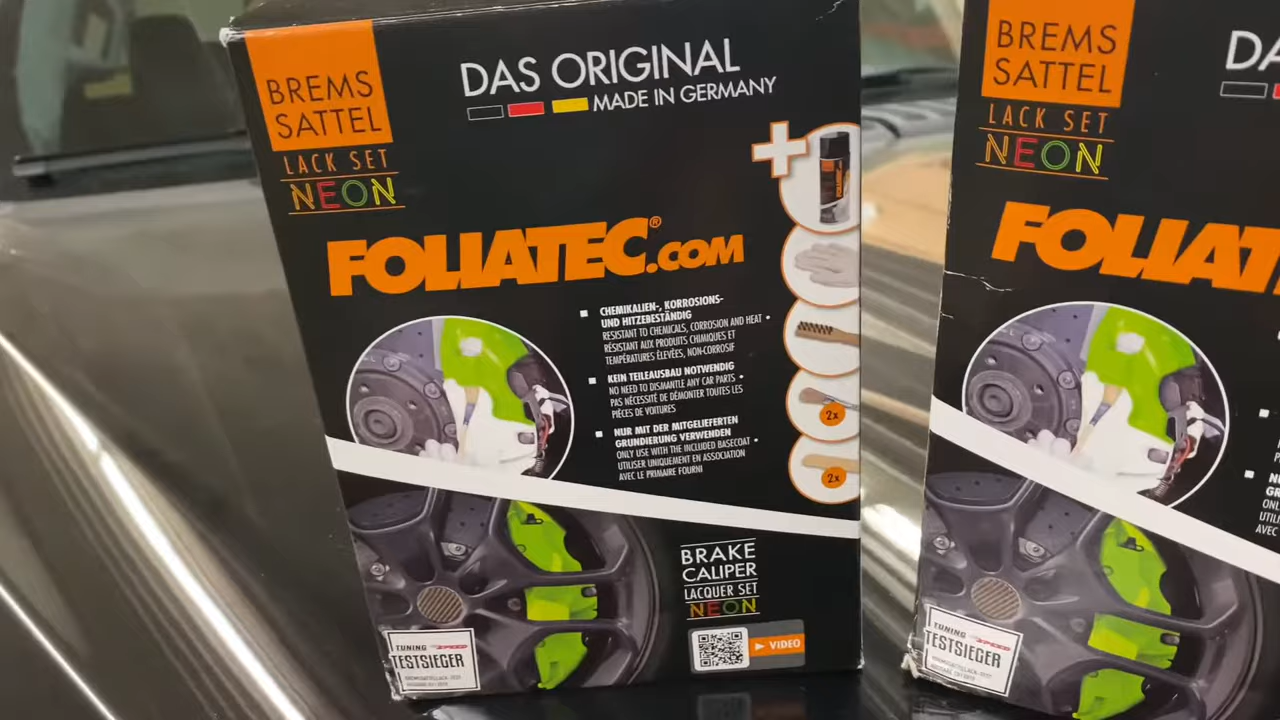 BREMS
SATTEL
LACK SET
NEON
DAS ORIGINAL
MADE IN GERMANY
FOLIATEC®.COM
CHEMIKALIEN-, KORROSIONS-
UND HITZEBESTÄNDIG
RESISTANT TO CHEMICALS, CORROSION AND HEAT •
RÉSISTANT AUX PRODUITS CHIMIQUES ET
TEMPÉRATURES ÉLEVÉES, NON-CORROSIF
KEIN TEILEAUSBAU NOTWENDIG
NO NEED TO DISMANTLE ANY CAR PARTS •
PAS NÉCESSITÉ DE DÉMONTER TOUTES LES
PIÈCES DE VOITURES
NUR MIT DER MITGELIEFERTEN
GRUNDIERUNG VERWENDEN
ONLY USE WITH THE INCLUDED BASECOAT •
UTILISER UNIQUEMENT EN ASSOCIATION
AVEC LE PRIMAIRE FOURNI
2x
2x
BRAKE
CALIPER
LACQUER SET
NEON
VIDEO
TUNING SPEED
TESTSIEGER
BREMS
SATTEL
LACK SET
NEON
DA
FOLIAT
TUNING SPEED
TESTSIEGER